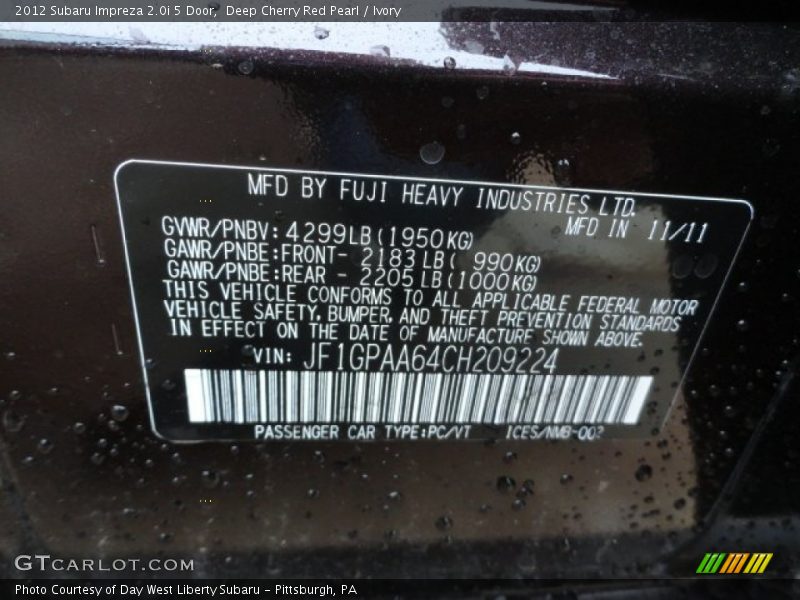 2012 Subaru Impreza 2.0i 5 Door,  Deep Cherry Red Pearl / Ivory
MFD BY FUJI HEAVY INDUSTRIES LTD.
GVWR/PNBV: 4299LB(1950KG) MFD IN 11/11
GAWR/PNBE:FRONT- 2183 LB( 990KG)
GAWR/PNBE:REAR - 2205 LB(1000KG)
THIS VEHICLE CONFORMS TO ALL APPLICABLE FEDERAL MOTOR
VEHICLE SAFETY, BUMPER, AND THEFT PREVENTION STANDARDS
IN EFFECT ON THE DATE OF MANUFACTURE SHOWN ABOVE.
VIN: JF1GPAA64CH209224
PASSENGER CAR TYPE:PC/VT ICES/NMB-002
GTCARLOT.COM
Photo Courtesy of Day West Liberty Subaru - Pittsburgh, PA